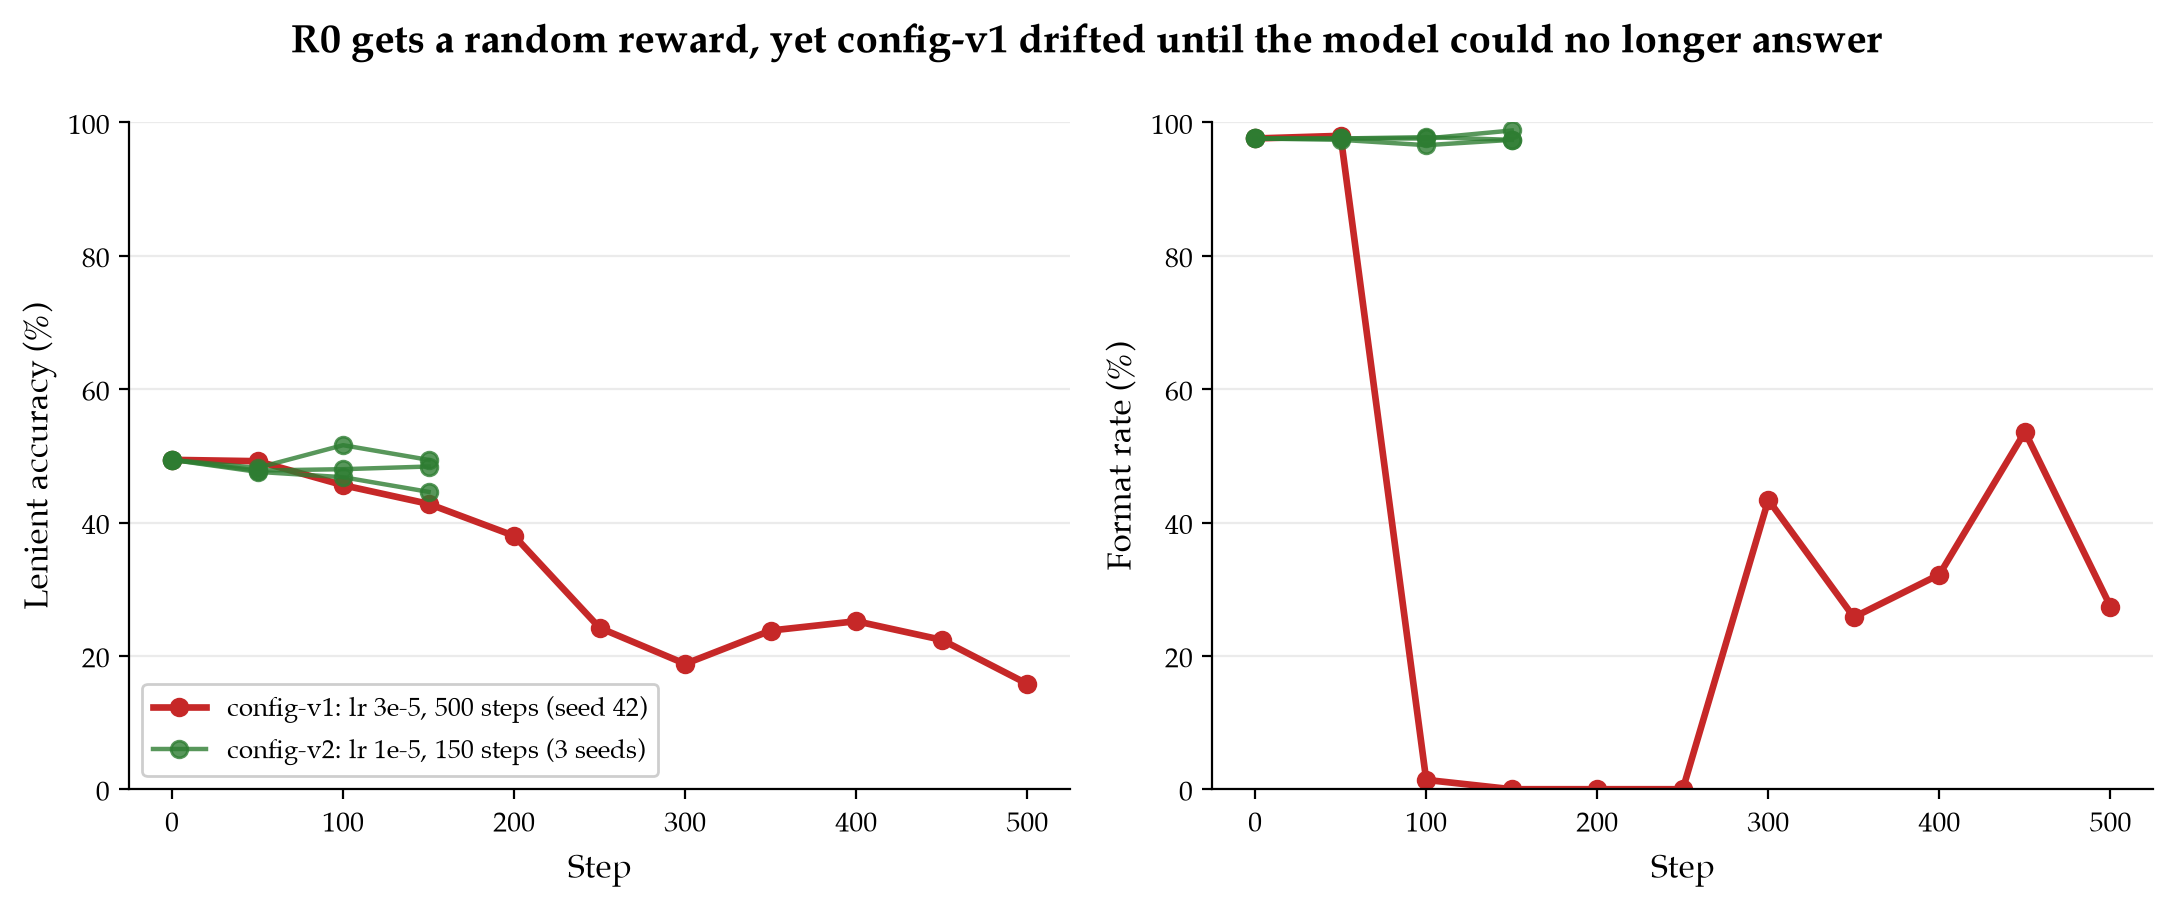 R0 gets a random reward, yet config-v1 drifted until the model could no longer answer
Lenient accuracy (%)
100
80
60
40
20
0
config-v1: lr 3e-5, 500 steps (seed 42)
config-v2: lr 1e-5, 150 steps (3 seeds)
0 100 200 300 400 500
Step
Format rate (%)
100
80
60
40
20
0
0 100 200 300 400 500
Step